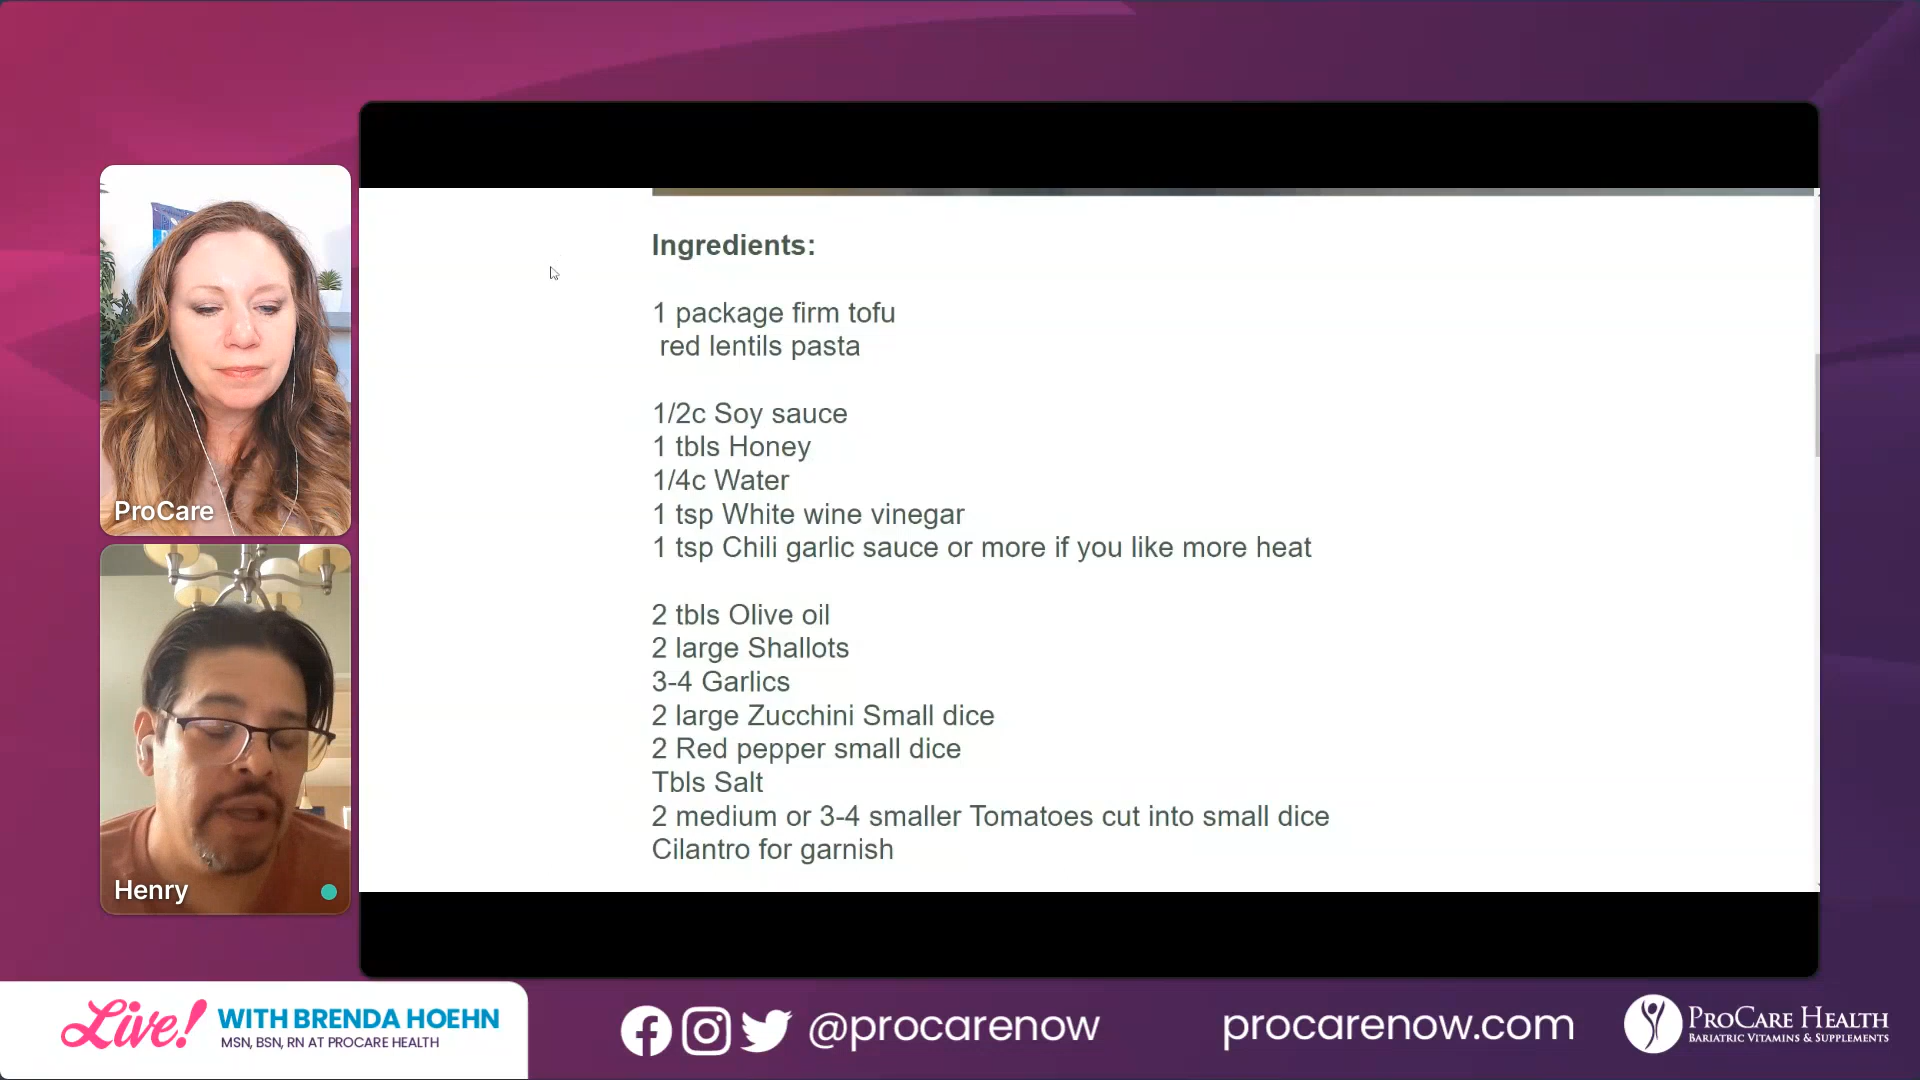 Ingredients:
1 package firm tofu
red lentils pasta
1/2c Soy sauce
1 tbls Honey
1/4c Water
1 tsp White wine vinegar
1 tsp Chili garlic sauce or more if you like more heat
2 tbls Olive oil
2 large Shallots
3-4 Garlics
2 large Zucchini Small dice
2 Red pepper small dice
Tbls Salt
2 medium or 3-4 smaller Tomatoes cut into small dice
Cilantro for garnish
ProCare
Henry
Live! WITH BRENDA HOEHN
MSN, BSN, RN AT PROCARE HEALTH
@procarenow
procarenow.com
PROCARE HEALTH
BARIATRIC VITAMINS & SUPPLEMENTS